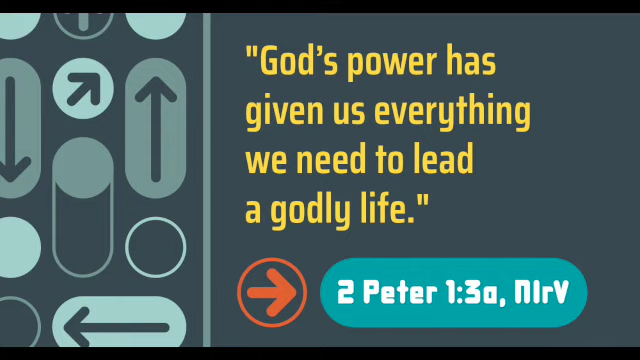 "God’s power has
given us everything
we need to lead
a godly life."
2 Peter 1:3a, NIrV